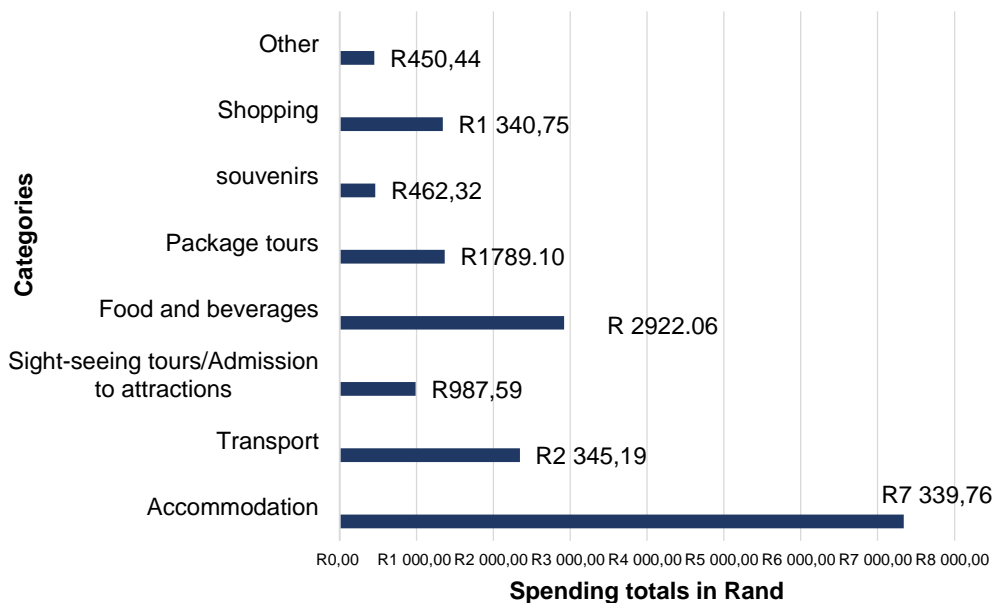 Other
R450,44
Shopping
R1 340,75
souvenirs
R462,32
Package tours
R1789.10
Food and beverages
R 2922.06
Sight-seeing tours/Admission
to attractions
R987,59
Transport
R2 345,19
Accommodation
R7 339,76
Categories
R0,00 R1 000,00 R2 000,00 R3 000,00 R4 000,00 R5 000,00 R6 000,00 R7 000,00 R8 000,00
Spending totals in Rand